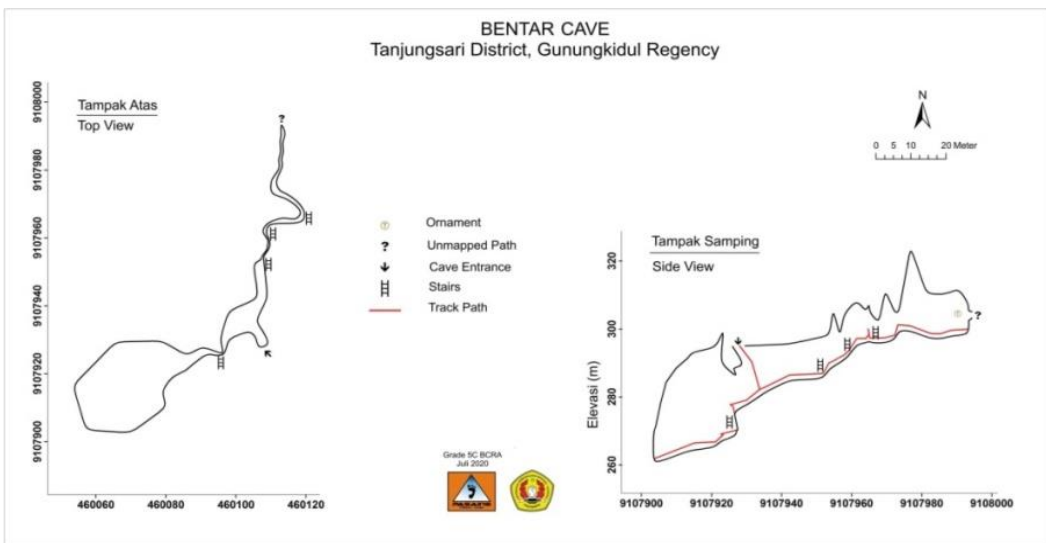 BENTAR CAVE
Tanjungsari District, Gunungkidul Regency
Tampak Atas
Top View
9108000
9107980
9107960
9107940
9107920
9107900
460060
460080
460100
460120
?
?
Ornament
? Unmapped Path
Cave Entrance
Stairs
Track Path
N
0 5 10 20 Meter
Tampak Samping
Side View
Elevasi (m)
320
300
280
260
9107900
9107920
9107940
9107960
9107980
9108000
Grade 5C BCRA
Juli 2020